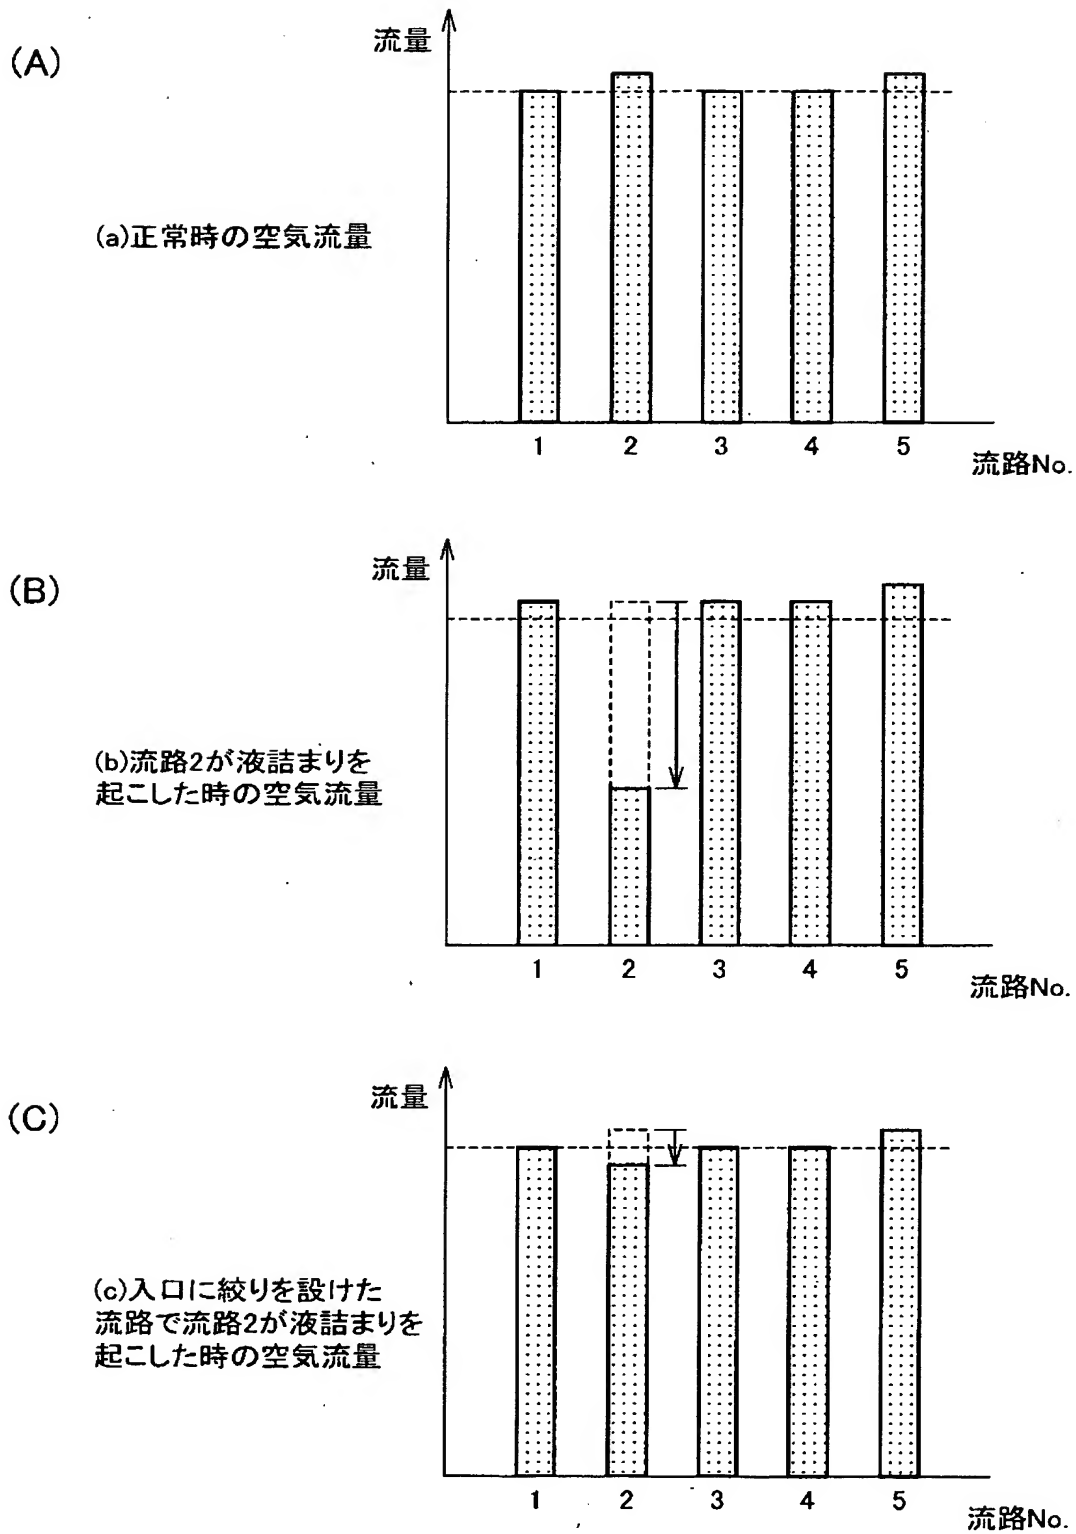 (A)
流量
(a)正常時の空気流量
1 2 3 4 5
流路No.
(B)
流量
(b)流路2が液詰まりを
起こした時の空気流量
1 2 3 4 5
流路No.
(C)
流量
(c)入口に絞りを設けた
流路で流路2が液詰まりを
起こした時の空気流量
1 2 3 4 5
流路No.